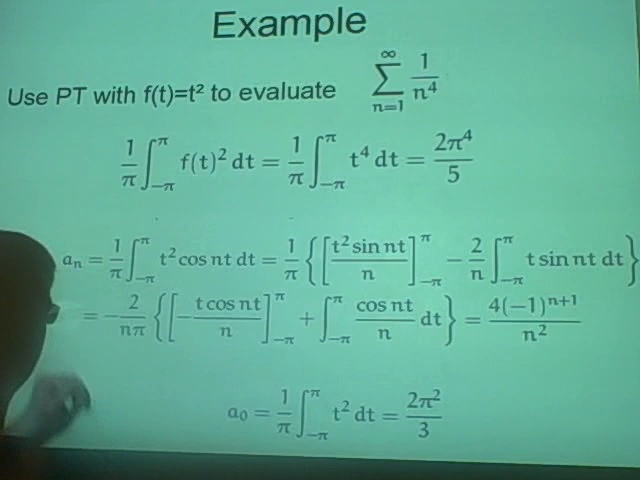 Example
Use PT with f(t)=t² to evaluate ∑_{n=1}^{∞} 1/n⁴
1/π ∫_{−π}^{π} f(t)² dt = 1/π ∫_{−π}^{π} t⁴ dt = 2π⁴/5
aₙ = 1/π ∫_{−π}^{π} t² cos nt dt = 1/π { [ t² sin nt / n ]_{−π}^{π} − 2/n ∫_{−π}^{π} t sin nt dt }
= − 2/nπ { [ − t cos nt / n ]_{−π}^{π} + ∫_{−π}^{π} cos nt / n dt } = 4(−1)ⁿ⁺¹ / n²
a₀ = 1/π ∫_{−π}^{π} t² dt = 2π²/3